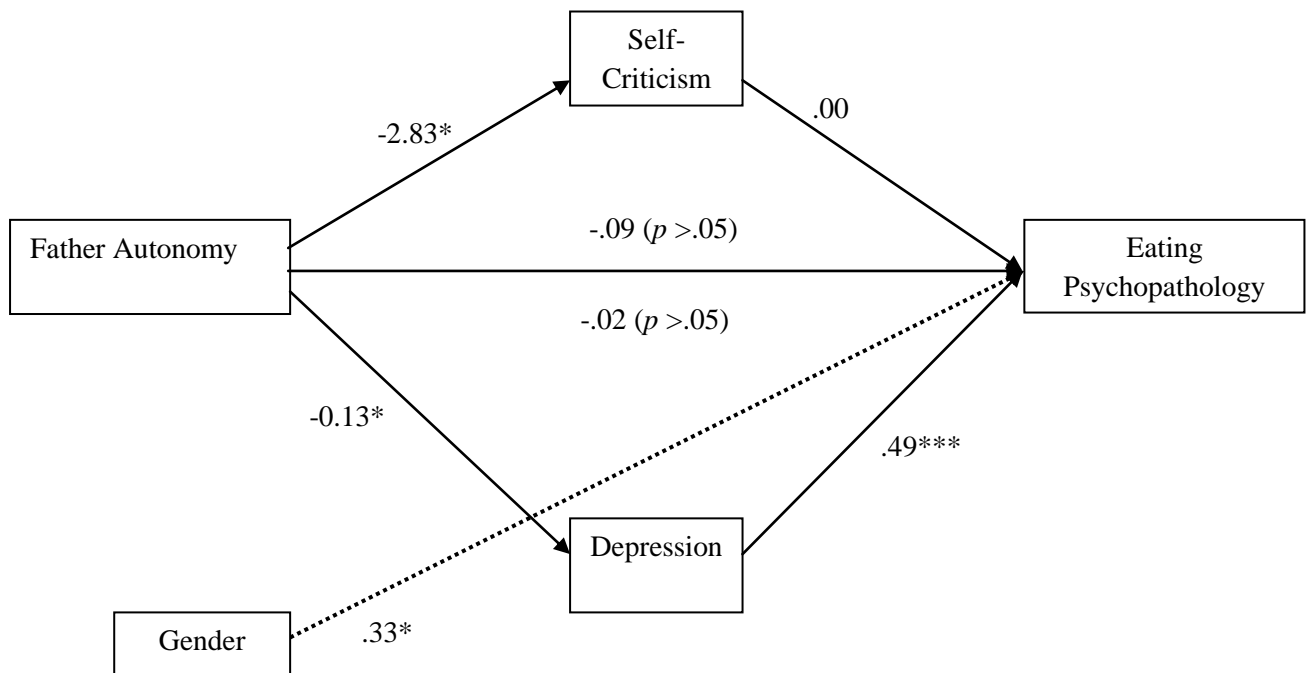 Self-
Criticism
.00
-2.83*
Father Autonomy
-.09 (p >.05)
Eating
Psychopathology
-.02 (p >.05)
-0.13*
.49***
Depression
Gender
.33*